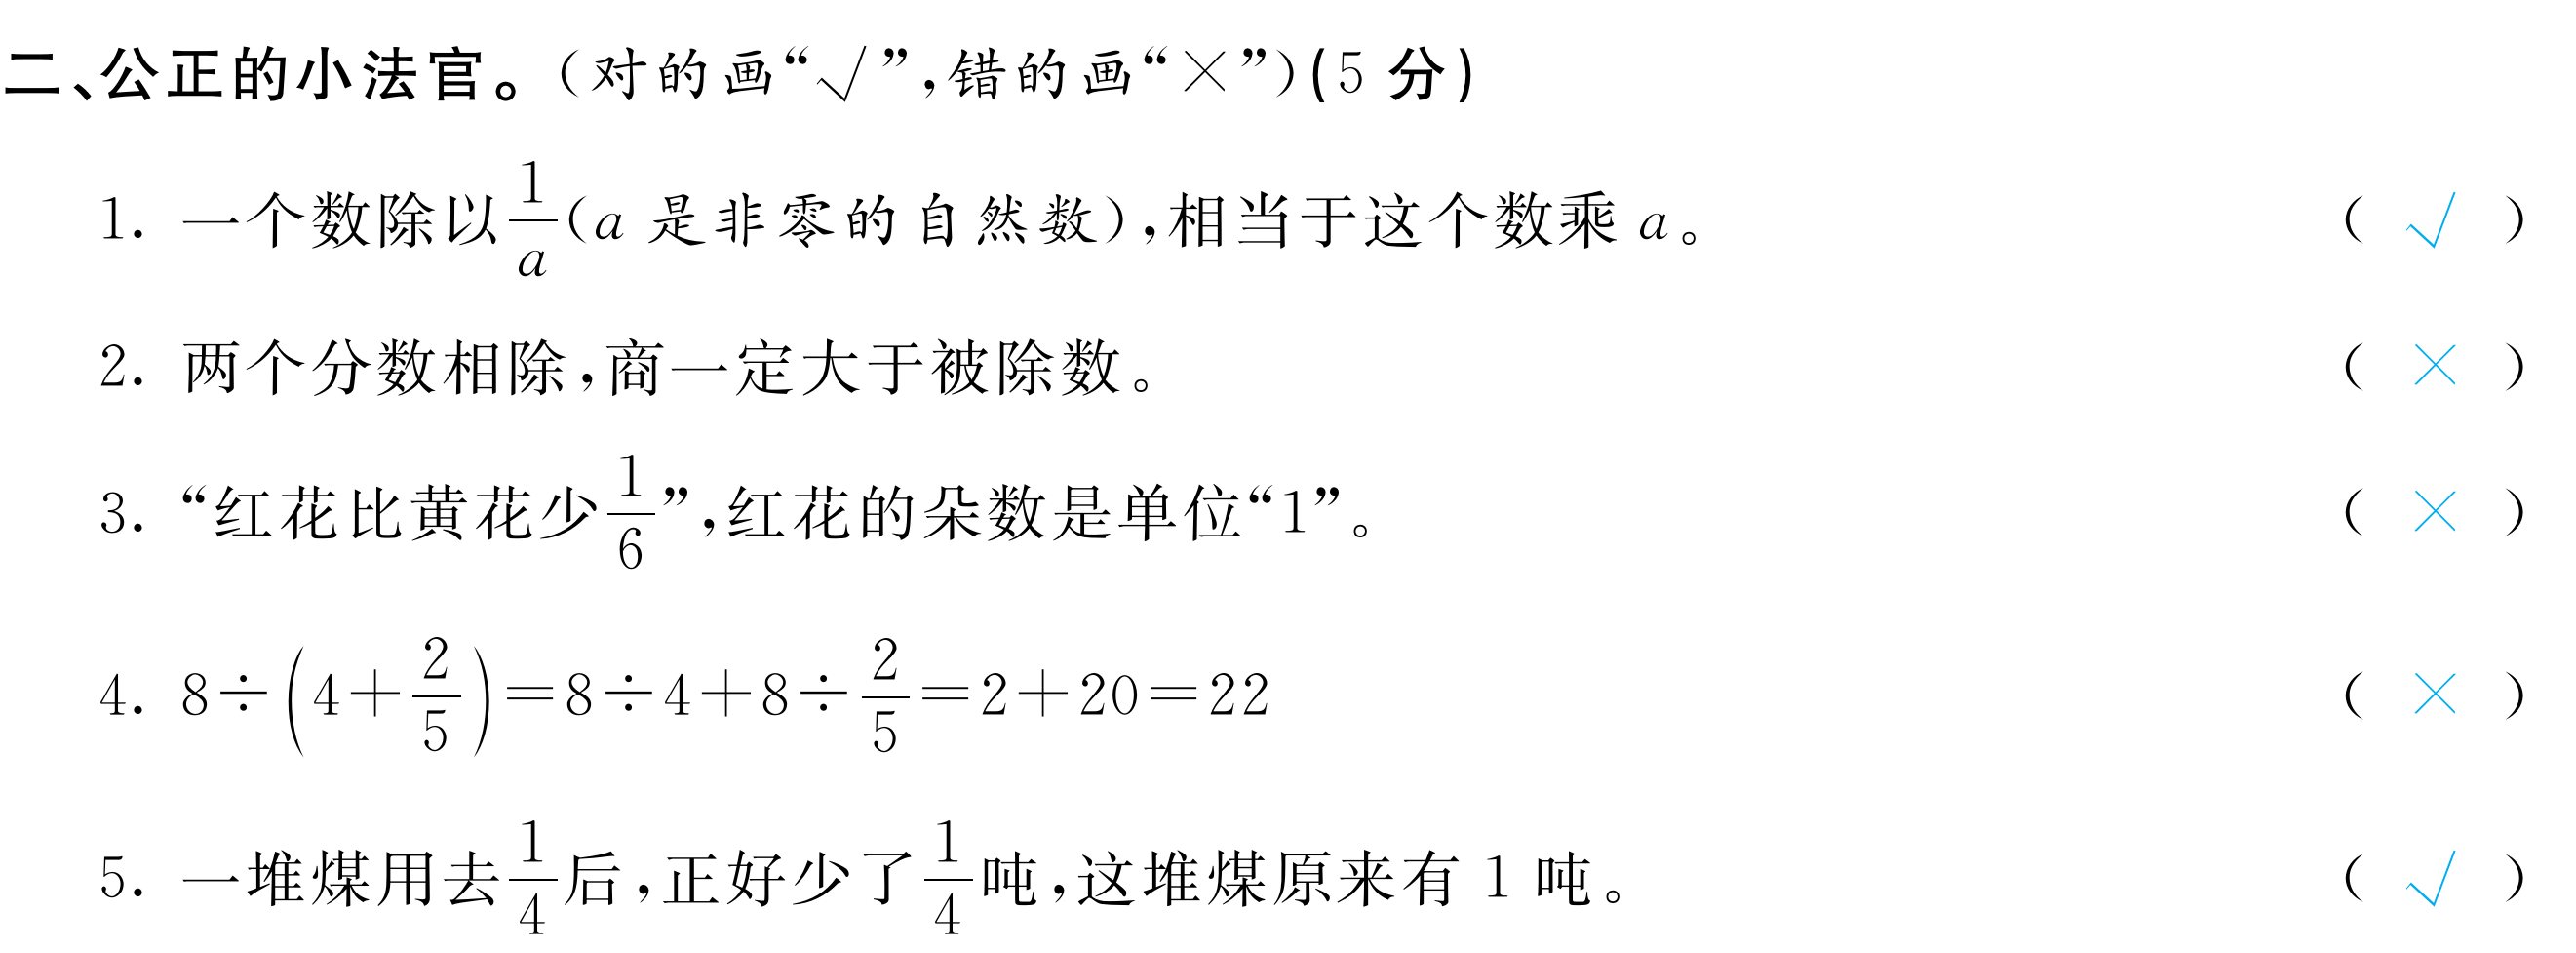 二、公正的小法官。(对的画“√”,错的画“×”)(5 分)
1. 一个数除以1/a(a 是非零的自然数),相当于这个数乘 a。 ( √ )
2. 两个分数相除,商一定大于被除数。 ( × )
3. “红花比黄花少1/6”,红花的朵数是单位“1”。 ( × )
4. 8÷(4+2/5)=8÷4+8÷2/5=2+20=22 ( × )
5. 一堆煤用去1/4后,正好少了1/4吨,这堆煤原来有 1 吨。 ( √ )